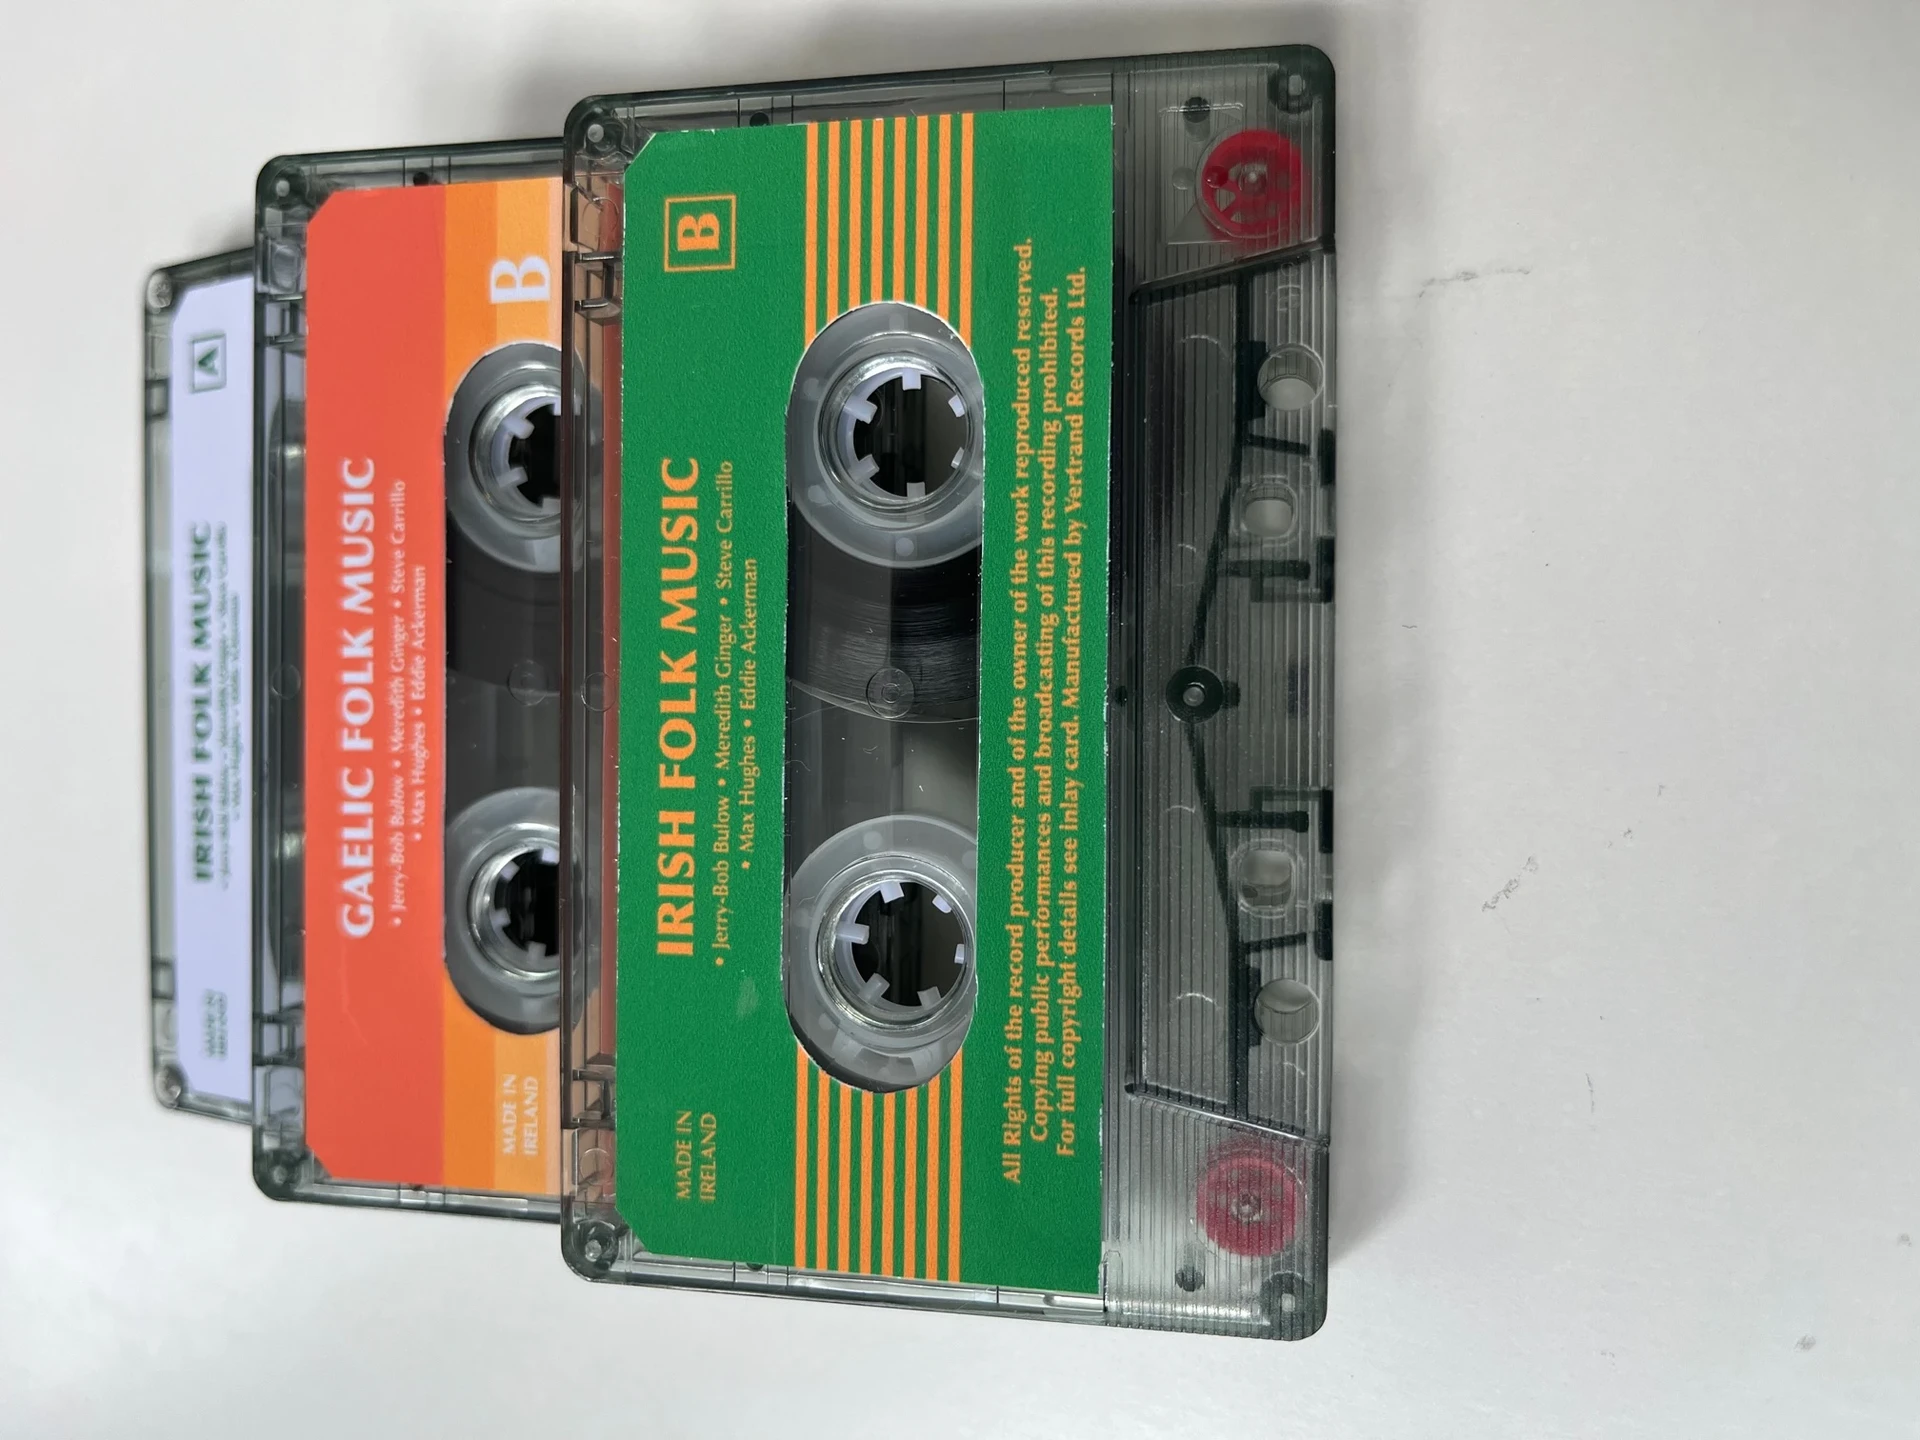 IRISH FOLK MUSIC
A
GAELIC FOLK MUSIC
• Jerry-Bob Bulow • Meredith Ginger • Steve Carrillo
• Max Hughes • Eddie Ackerman
B
MADE IN
IRELAND
IRISH FOLK MUSIC
B
• Jerry-Bob Bulow • Meredith Ginger • Steve Carrillo
• Max Hughes • Eddie Ackerman
MADE IN
IRELAND
All Rights of the record producer and of the owner of the work reproduced reserved.
Copying public performances and broadcasting of this recording prohibited.
For full copyright details see inlay card. Manufactured by Vertrand Records Ltd.